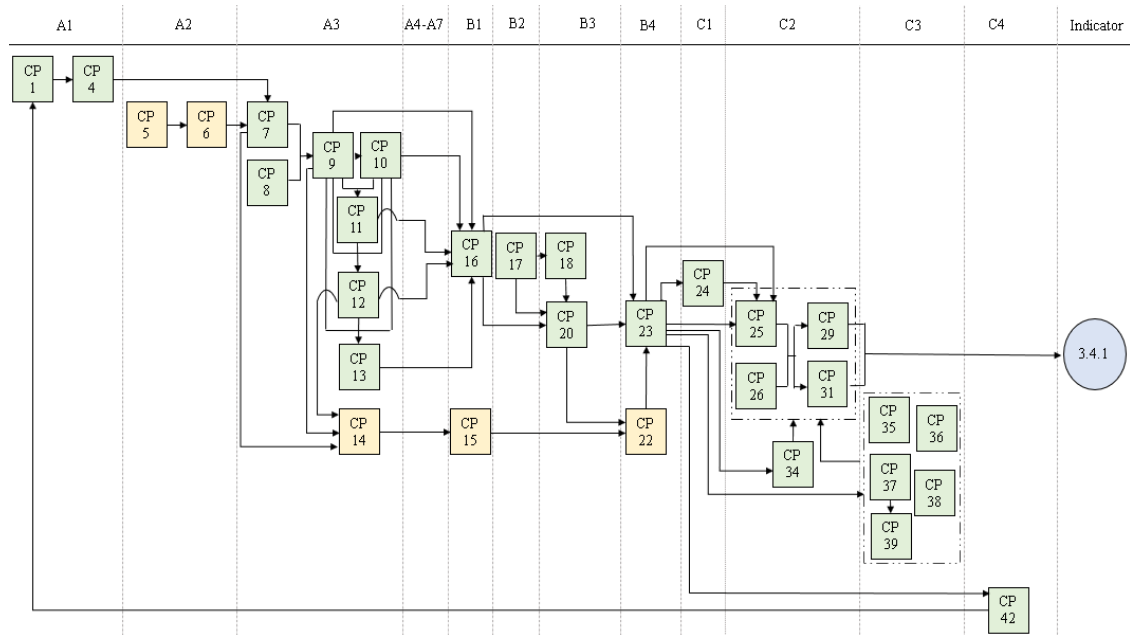 A1 A2 A3 A4-A7 B1 B2 B3 B4 C1 C2 C3 C4 Indicator
CP
1
CP
4
CP
5
CP
6
CP
7
CP
8
CP
9
CP
10
CP
11
CP
12
CP
13
CP
14
CP
15
CP
16
CP
17
CP
18
CP
20
CP
22
CP
23
CP
24
CP
25
CP
26
CP
29
CP
31
CP
34
CP
35
CP
36
CP
37
CP
38
CP
39
CP
42
3.4.1